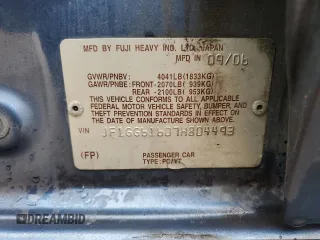 MFD BY FUJI HEAVY IND. LTD. JAPAN
MFD IN 09/06
GVWR/PNBV: 4041LB(1833KG)
GAWR/PNBE: FRONT-2070LB( 939KG)
REAR -2100LB( 953KG)
THIS VEHICLE CONFORMS TO ALL APPLICABLE
FEDERAL MOTOR VEHICLE SAFETY, BUMPER, AND
THEFT PREVENTION STANDARDS IN EFFECT ON THE
DATE OF MANUFACTURE SHOWN ABOVE.
VIN
(FP) PASSENGER CAR
TYPE: PC/VT
DREAMBID